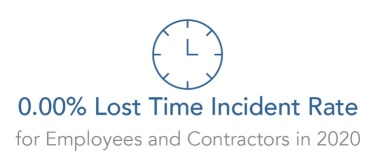 0.00% Lost Time Incident Rate
for Employees and Contractors in 2020